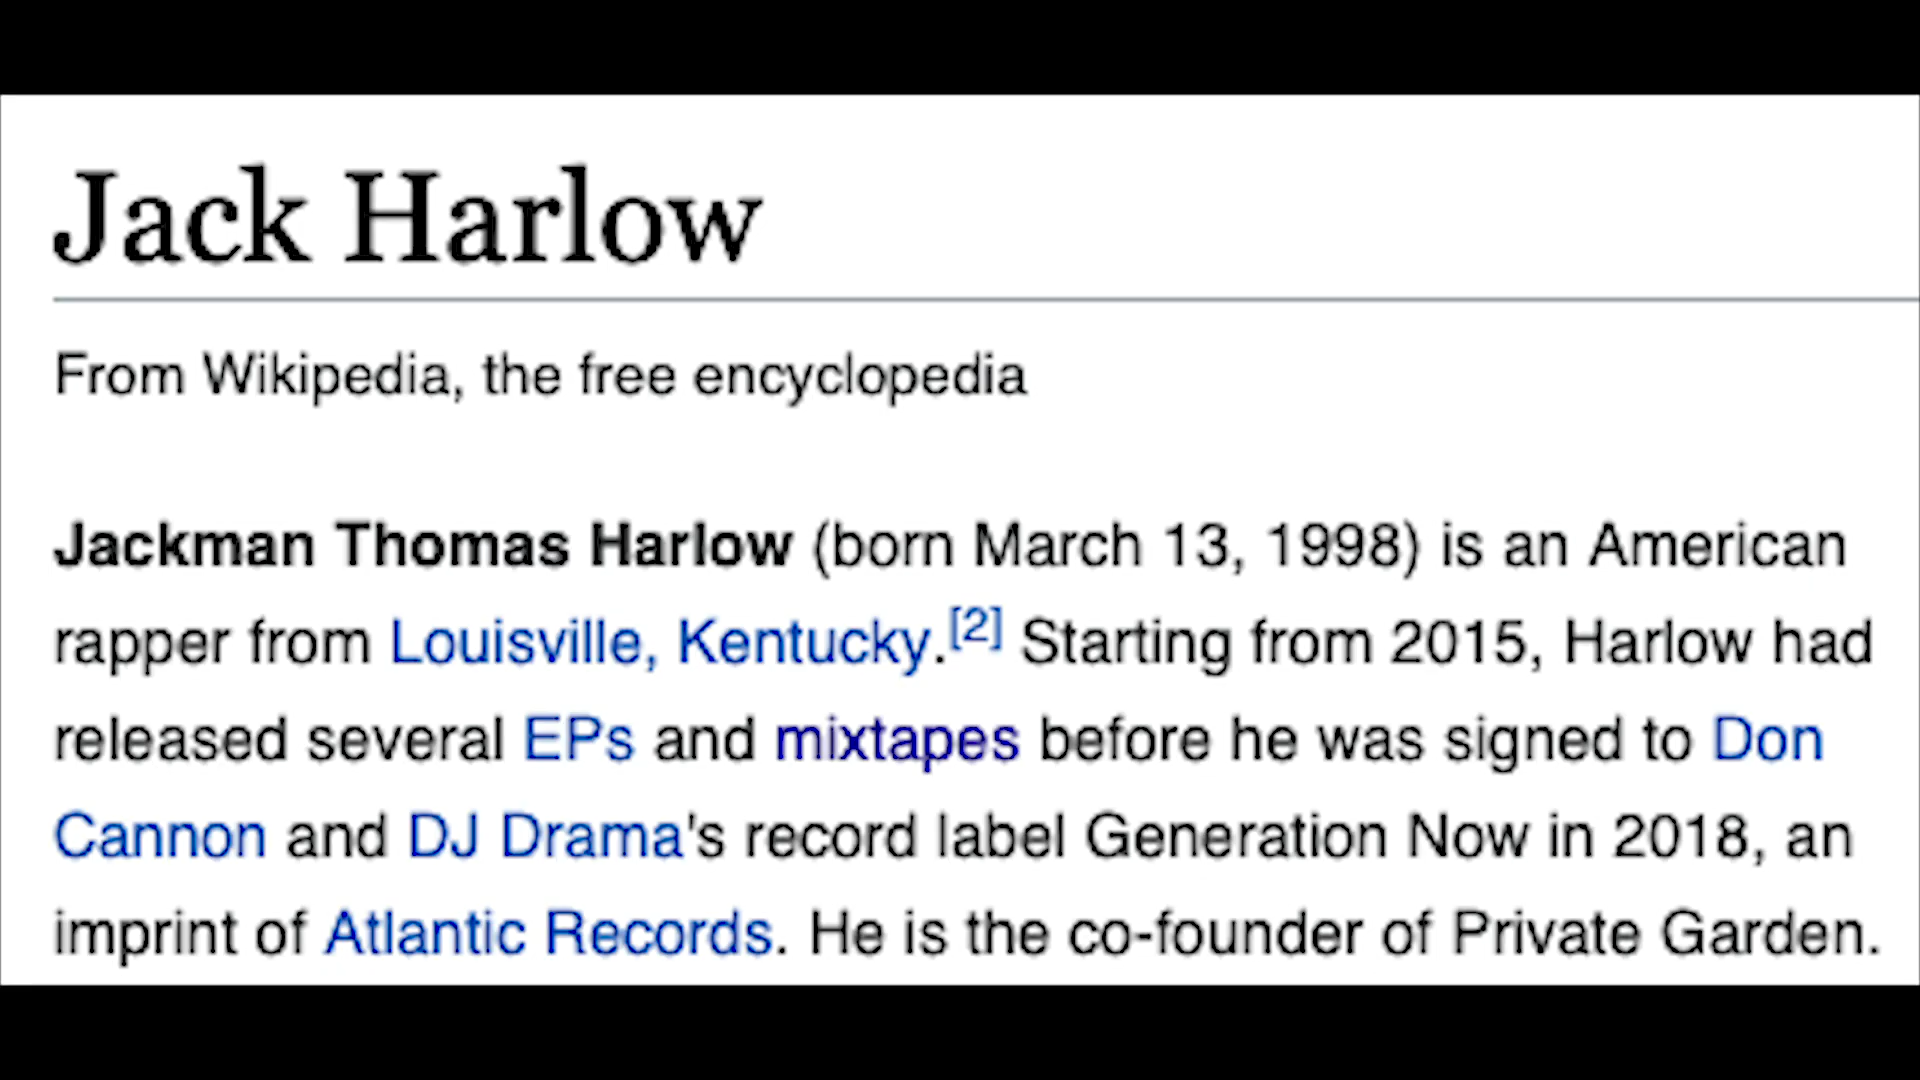 Jack Harlow
From Wikipedia, the free encyclopedia
Jackman Thomas Harlow (born March 13, 1998) is an American
rapper from Louisville, Kentucky.[2] Starting from 2015, Harlow had
released several EPs and mixtapes before he was signed to Don
Cannon and DJ Drama's record label Generation Now in 2018, an
imprint of Atlantic Records. He is the co-founder of Private Garden.